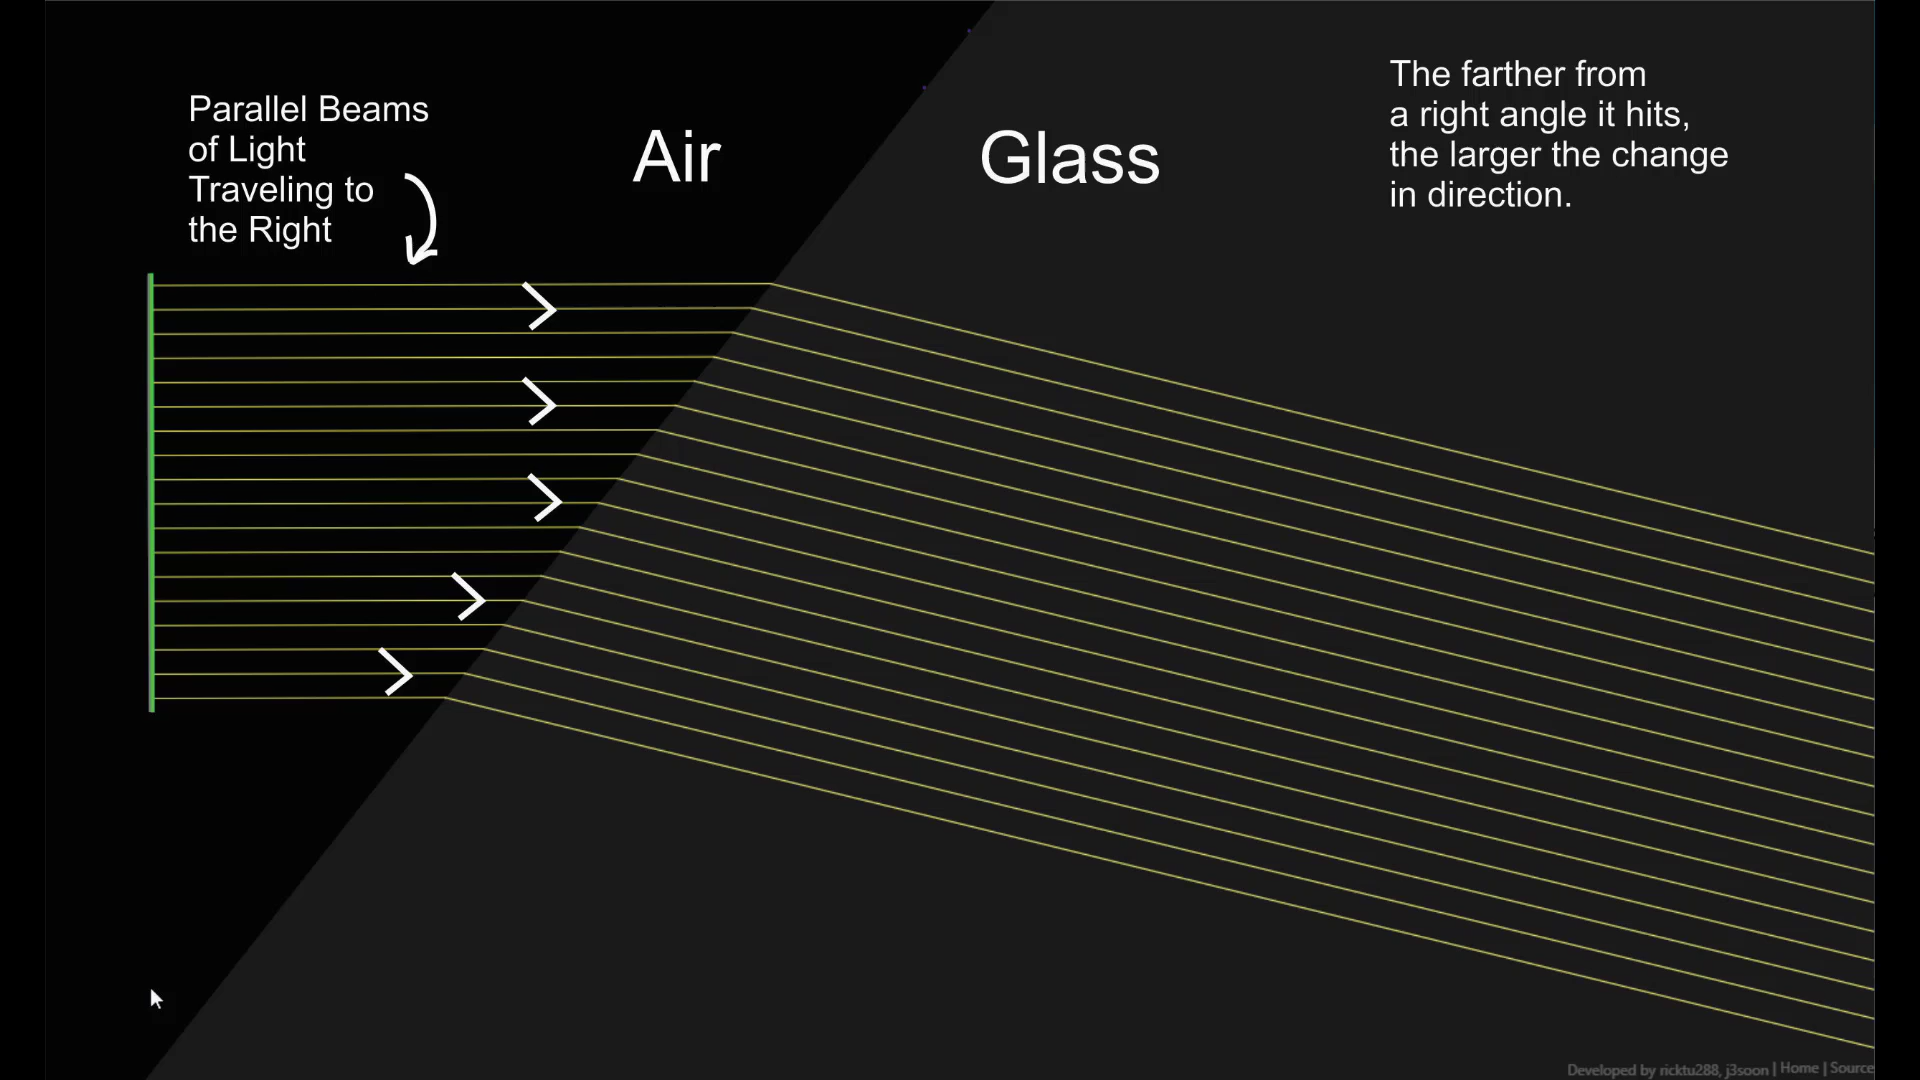 Parallel Beams
of Light
Traveling to
the Right
Air
Glass
The farther from
a right angle it hits,
the larger the change
in direction.
Developed by ricktu288, j3soon | Home | Source